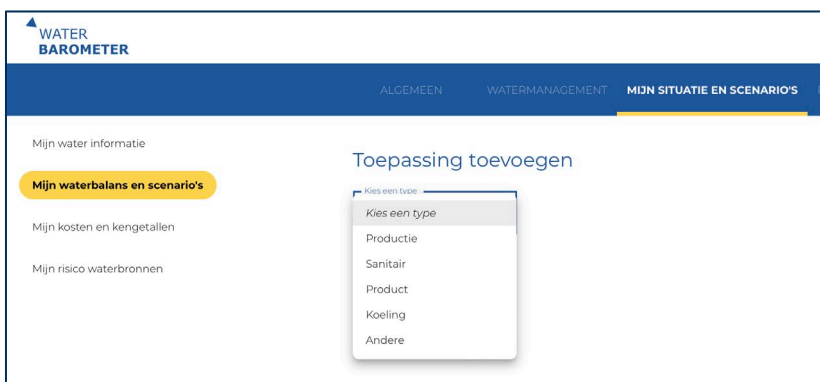 WATER
BAROMETER
ALGEMEEN WATERMANAGEMENT MIJN SITUATIE EN SCENARIO'S
Mijn water informatie
Mijn waterbalans en scenario's
Mijn kosten en kengetallen
Mijn risico waterbronnen
Toepassing toevoegen
Kies een type
Kies een type
Productie
Sanitair
Product
Koeling
Andere